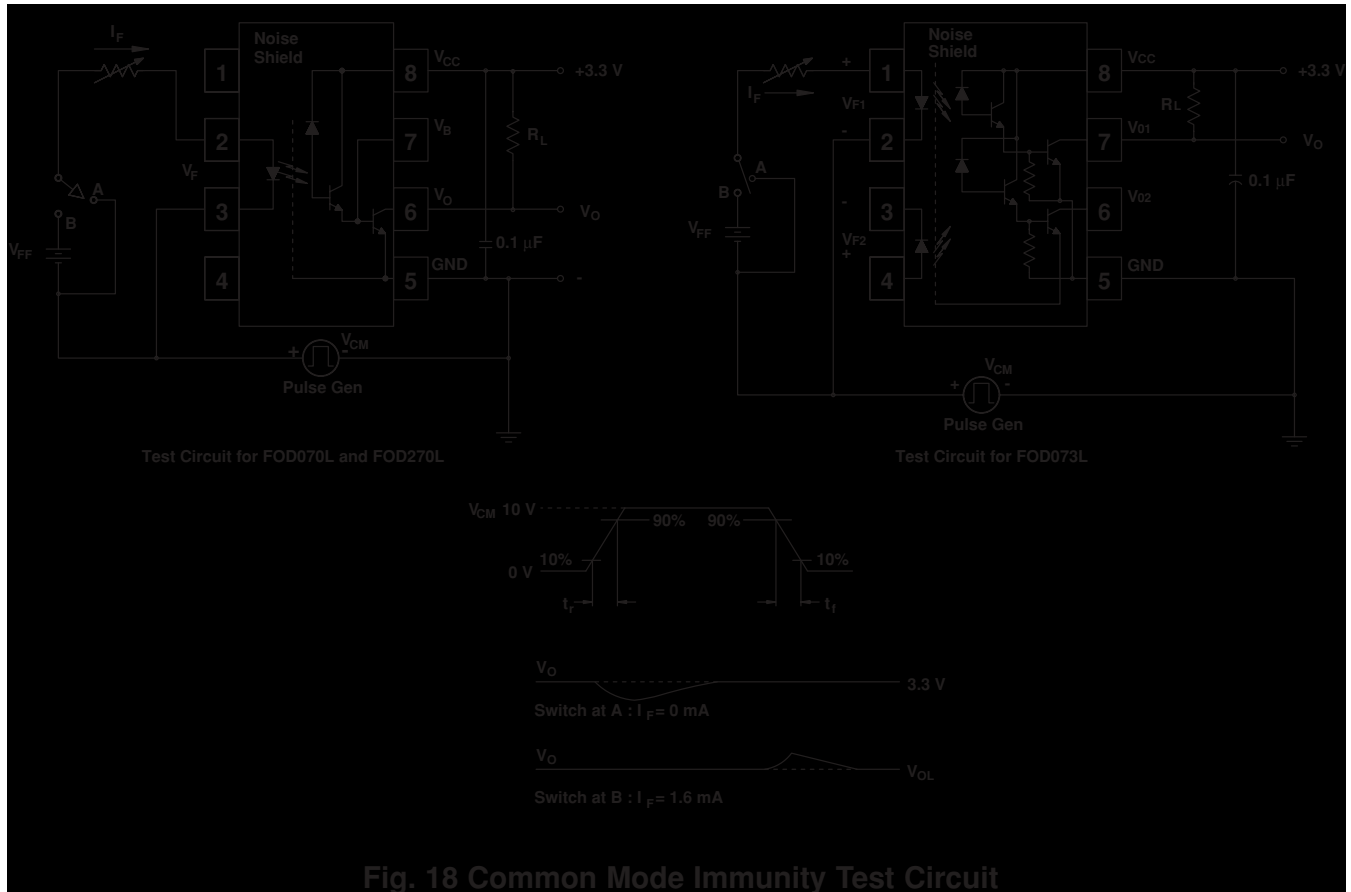 I F
Noise
Shield
1
2
3
4
8
7
6
5
VCC
VB
VO
GND
+3.3 V
RL
VF
A
B
VFF
VO
0.1 μF
-
+
-
VCM
Pulse Gen
Test Circuit for FOD070L and FOD270L
Noise
Shield
I F
+
VF1
-
-
VF2
+
1
2
3
4
8
7
6
5
VCC
V01
V02
GND
+3.3 V
RL
VO
0.1 μF
A
B
VFF
VCM
+
-
Pulse Gen
Test Circuit for FOD073L
VCM 10 V
90%
90%
10%
10%
0 V
tr
tf
VO
3.3 V
Switch at A : I F = 0 mA
VO
VOL
Switch at B : I F = 1.6 mA
Fig. 18 Common Mode Immunity Test Circuit